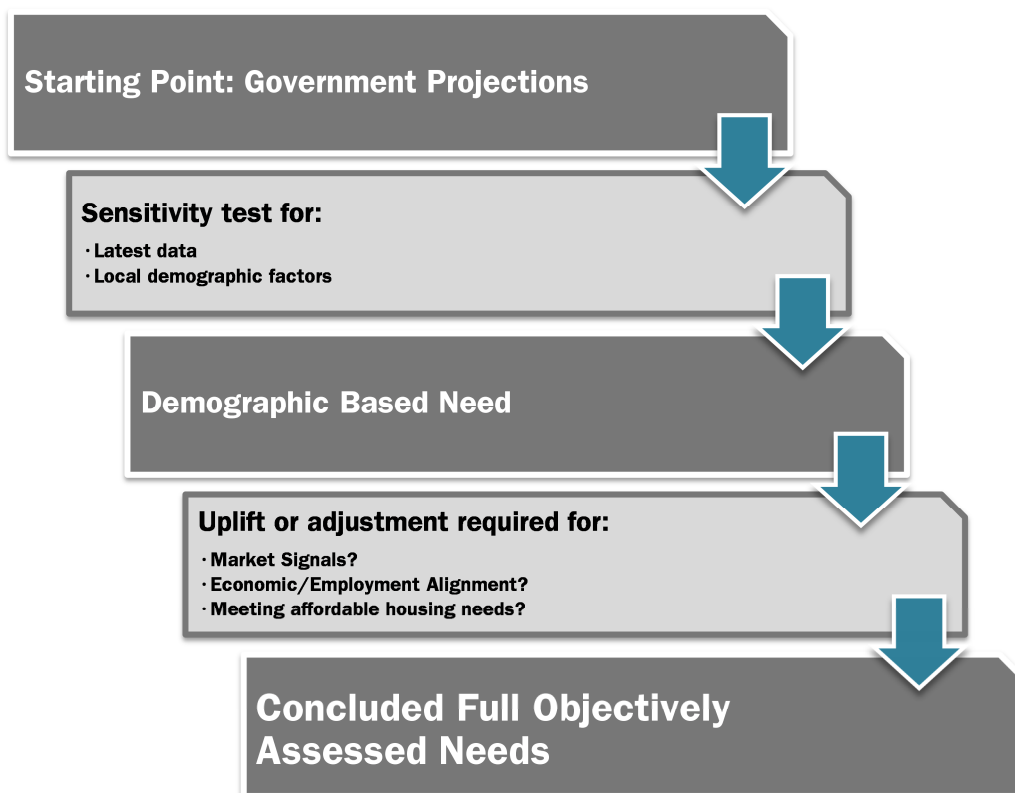 Starting Point: Government Projections
Sensitivity test for:
· Latest data
· Local demographic factors
Demographic Based Need
Uplift or adjustment required for:
· Market Signals?
· Economic/Employment Alignment?
· Meeting affordable housing needs?
Concluded Full Objectively
Assessed Needs